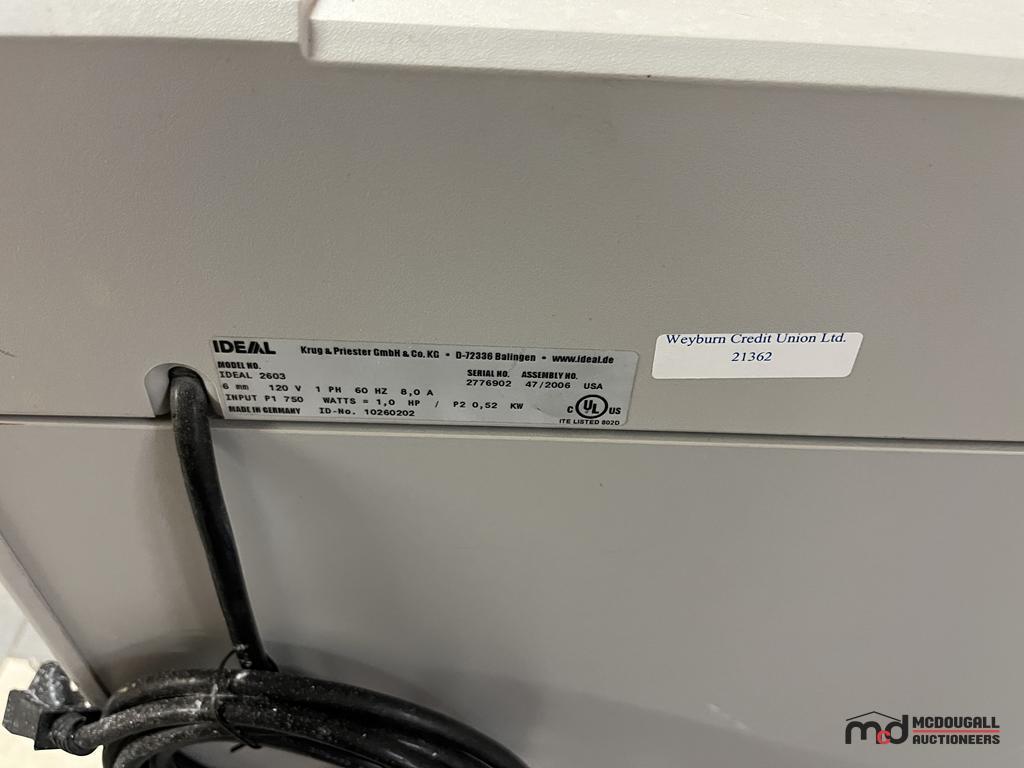 IDEAL
Krug & Priester GmbH & Co. KG • D-72336 Balingen • www.ideal.de
MODEL NO. SERIAL NO. ASSEMBLY NO.
IDEAL 2603 2776902 47/2006 USA
6 mm 120 V 1 PH 60 HZ 8,0 A
INPUT P1 750 WATTS = 1,0 HP / P2 0,52 KW
MADE IN GERMANY ID-No. 10260202
C UL US
ITE LISTED 802D
Weyburn Credit Union Ltd.
21362
mcd MCDOUGALL
AUCTIONEERS